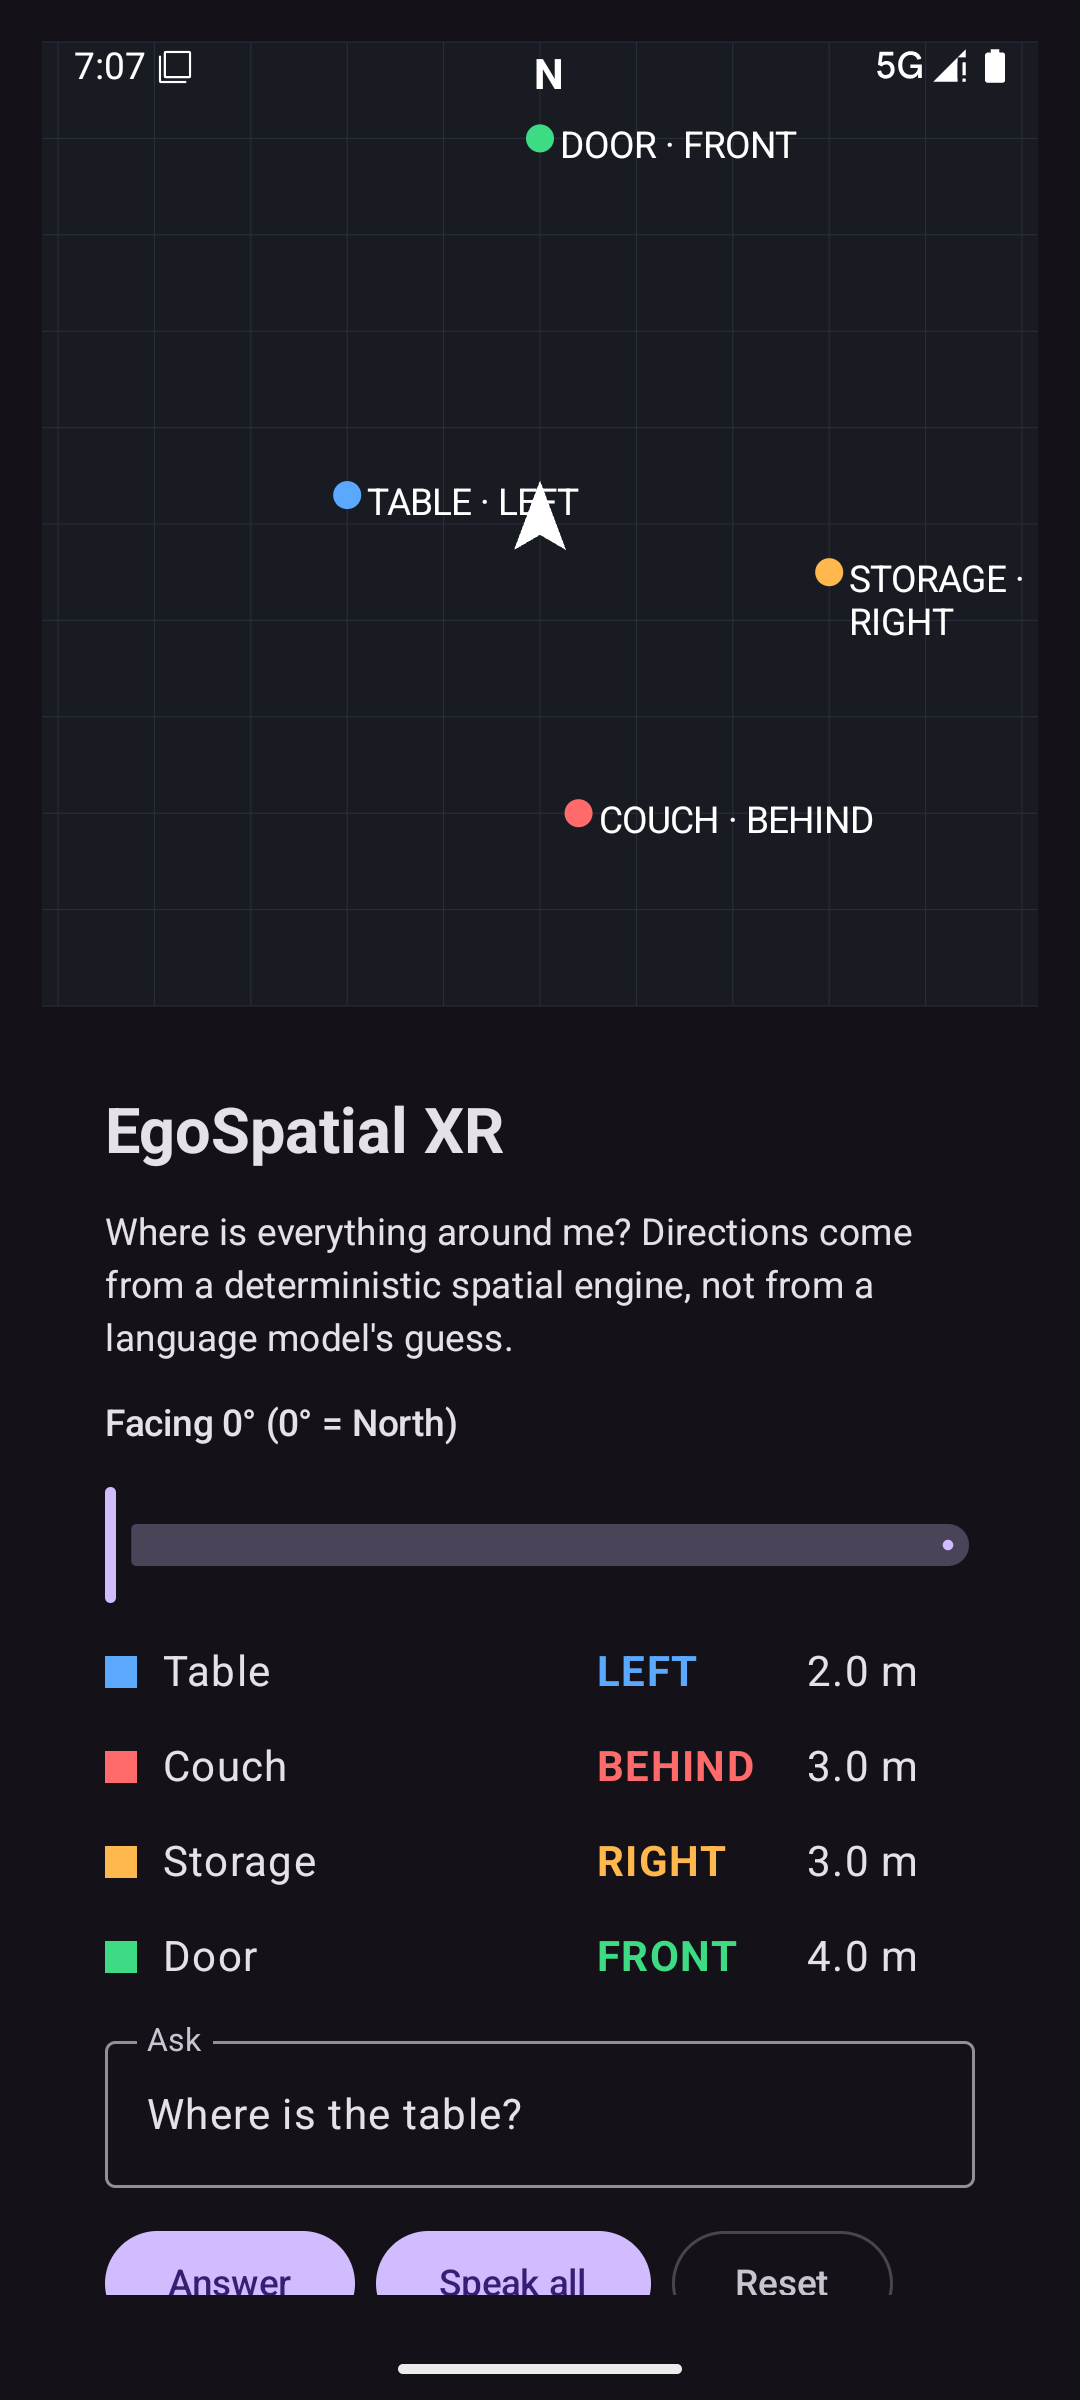 7:07
5G
N
DOOR · FRONT
TABLE · LEFT
STORAGE ·
RIGHT
COUCH · BEHIND
EgoSpatial XR
Where is everything around me? Directions come
from a deterministic spatial engine, not from a
language model's guess.
Facing 0° (0° = North)
Table LEFT 2.0 m
Couch BEHIND 3.0 m
Storage RIGHT 3.0 m
Door FRONT 4.0 m
Ask
Where is the table?
Answer Speak all Reset